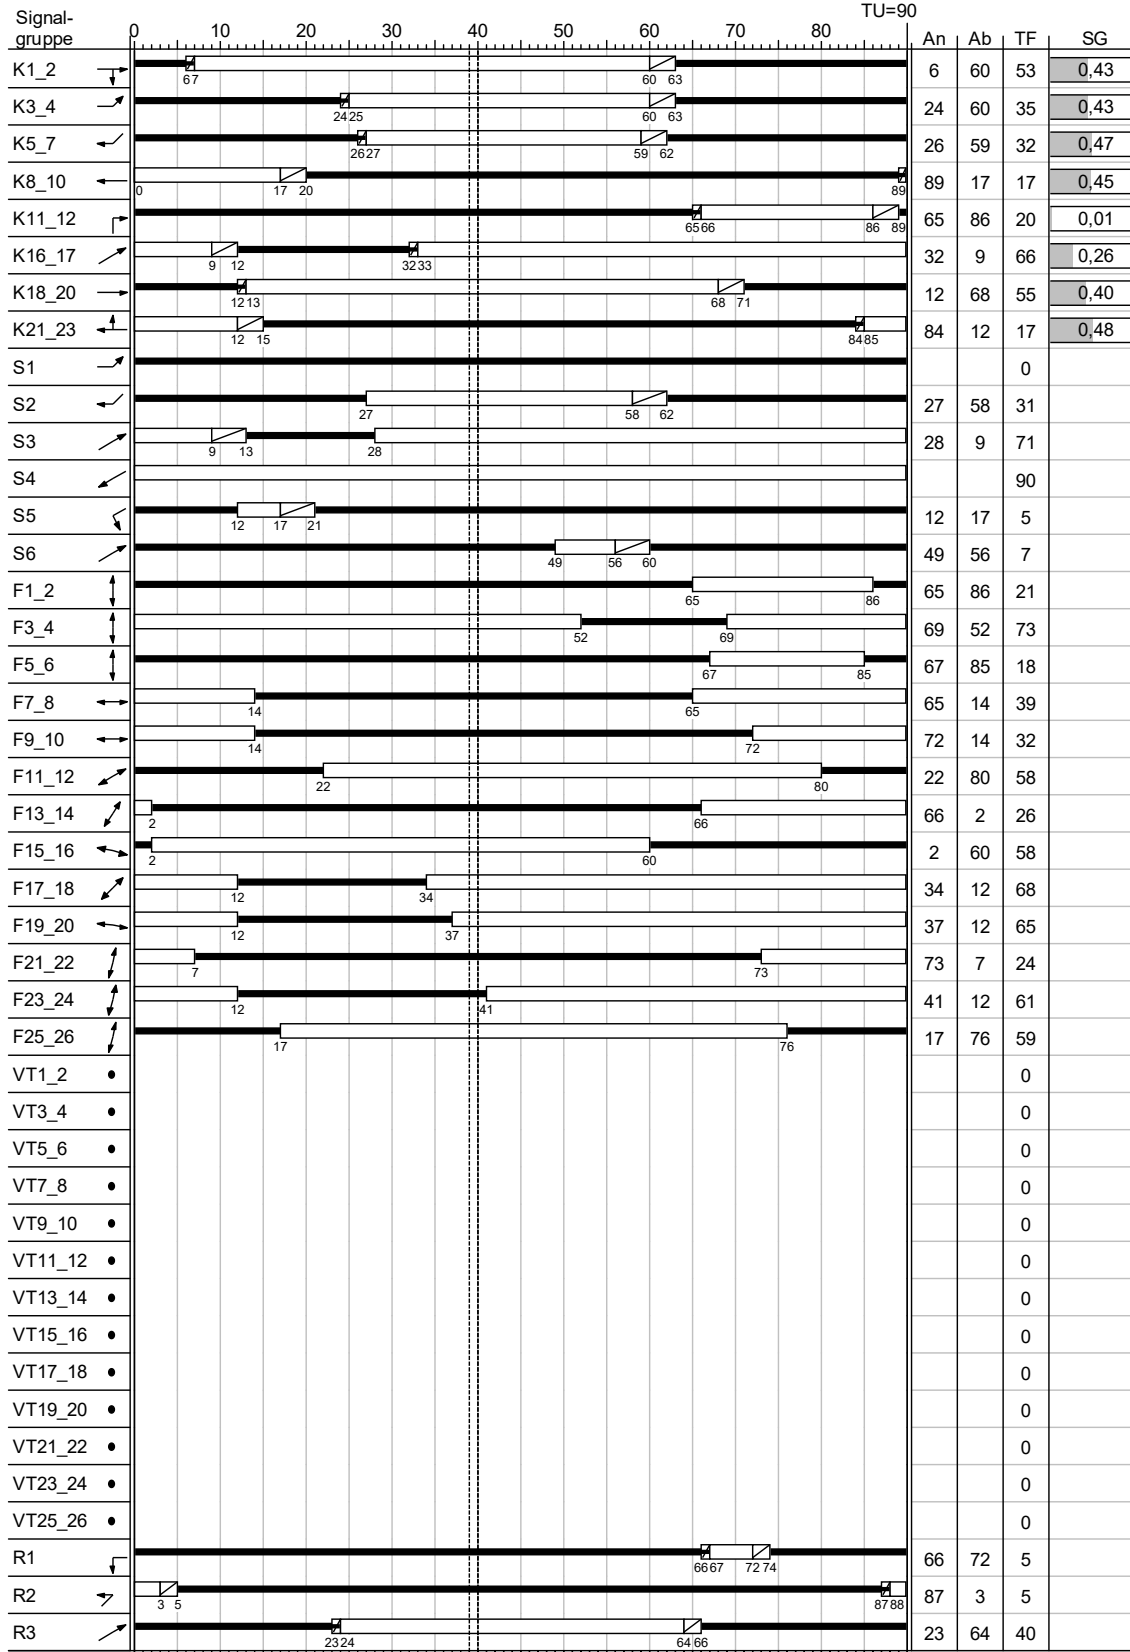 TU=90
Signal-
gruppe 0 10 20 30 40 50 60 70 80 An Ab TF SG
K1_2 6 60 53 0,43
6 7 60 63
K3_4 24 60 35 0,43
24 25 60 63
K5_7 26 59 32 0,47
26 27 59 62
K8_10 89 17 17 0,45
0 17 20 89
K11_12 65 86 20 0,01
65 66 86 89
K16_17 32 9 66 0,26
9 12 32 33
K18_20 12 68 55 0,40
12 13 68 71
K21_23 84 12 17 0,48
12 15 84 85
S1 0
S2 27 58 31
27 58 62
S3 28 9 71
9 13 28
S4 90
S5 12 17 5
12 17 21
S6 49 56 7
49 56 60
F1_2 65 86 21
65 86
F3_4 69 52 73
52 69
F5_6 67 85 18
67 85
F7_8 65 14 39
14 65
F9_10 72 14 32
14 72
F11_12 22 80 58
22 80
F13_14 66 2 26
2 66
F15_16 2 60 58
2 60
F17_18 34 12 68
12 34
F19_20 37 12 65
12 37
F21_22 73 7 24
7 73
F23_24 41 12 61
12 41
F25_26 17 76 59
17 76
VT1_2 0
VT3_4 0
VT5_6 0
VT7_8 0
VT9_10 0
VT11_12 0
VT13_14 0
VT15_16 0
VT17_18 0
VT19_20 0
VT21_22 0
VT23_24 0
VT25_26 0
R1 66 72 5
66 67 72 74
R2 87 3 5
3 5 87 88
R3 23 64 40
23 24 64 66